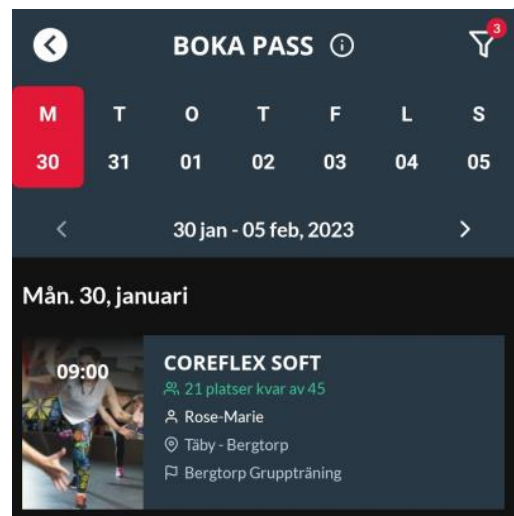 BOKA PASS
3
M T O T F L S
30 31 01 02 03 04 05
30 jan - 05 feb, 2023
Mån. 30, januari
09:00
COREFLEX SOFT
21 platser kvar av 45
Rose-Marie
Täby - Bergtorp
Bergtorp Gruppträning